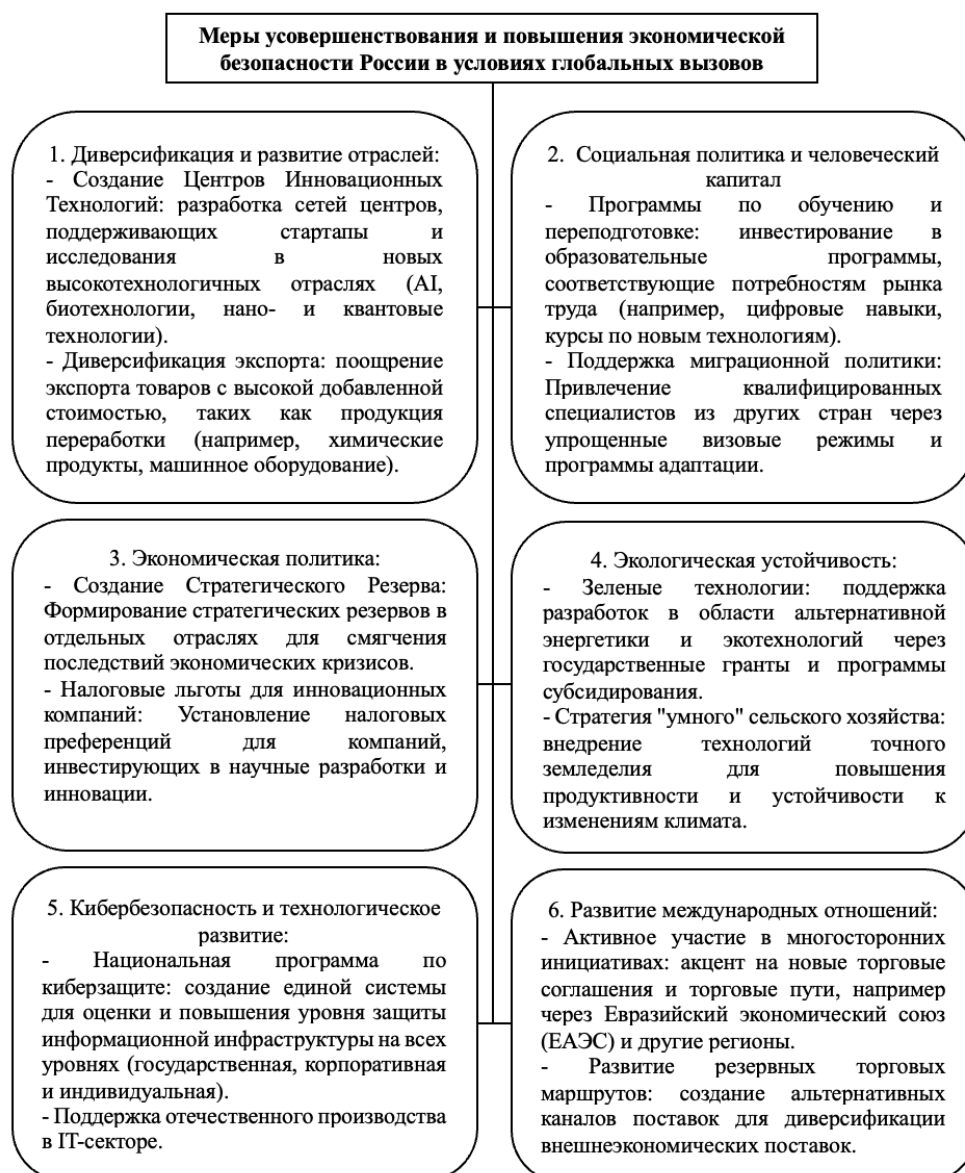 Меры усовершенствования и повышения экономической
безопасности России в условиях глобальных вызовов
1. Диверсификация и развитие отраслей:
- Создание Центров Инновационных
Технологий: разработка сетей центров,
поддерживающих стартапы и
исследования в новых
высокотехнологичных отраслях (AI,
биотехнологии, нано- и квантовые
технологии).
- Диверсификация экспорта: поощрение
экспорта товаров с высокой добавленной
стоимостью, таких как продукция
переработки (например, химические
продукты, машинное оборудование).
2. Социальная политика и человеческий
капитал
- Программы по обучению и
переподготовке: инвестирование в
образовательные программы,
соответствующие потребностям рынка
труда (например, цифровые навыки,
курсы по новым технологиям).
- Поддержка миграционной политики:
Привлечение квалифицированных
специалистов из других стран через
упрощенные визовые режимы и
программы адаптации.
3. Экономическая политика:
- Создание Стратегического Резерва:
Формирование стратегических резервов в
отдельных отраслях для смягчения
последствий экономических кризисов.
- Налоговые льготы для инновационных
компаний: Установление налоговых
преференций для компаний,
инвестирующих в научные разработки и
инновации.
4. Экологическая устойчивость:
- Зеленые технологии: поддержка
разработок в области альтернативной
энергетики и экотехнологий через
государственные гранты и программы
субсидирования.
- Стратегия "умного" сельского хозяйства:
внедрение технологий точного
земледелия для повышения
продуктивности и устойчивости к
изменениям климата.
5. Кибербезопасность и технологическое
развитие:
- Национальная программа по
киберзащите: создание единой системы
для оценки и повышения уровня защиты
информационной инфраструктуры на всех
уровнях (государственная, корпоративная
и индивидуальная).
- Поддержка отечественного производства
в IT-секторе.
6. Развитие международных отношений:
- Активное участие в многосторонних
инициативах: акцент на новые торговые
соглашения и торговые пути, например
через Евразийский экономический союз
(ЕАЭС) и другие регионы.
- Развитие резервных торговых
маршрутов: создание альтернативных
каналов поставок для диверсификации
внешнеэкономических поставок.